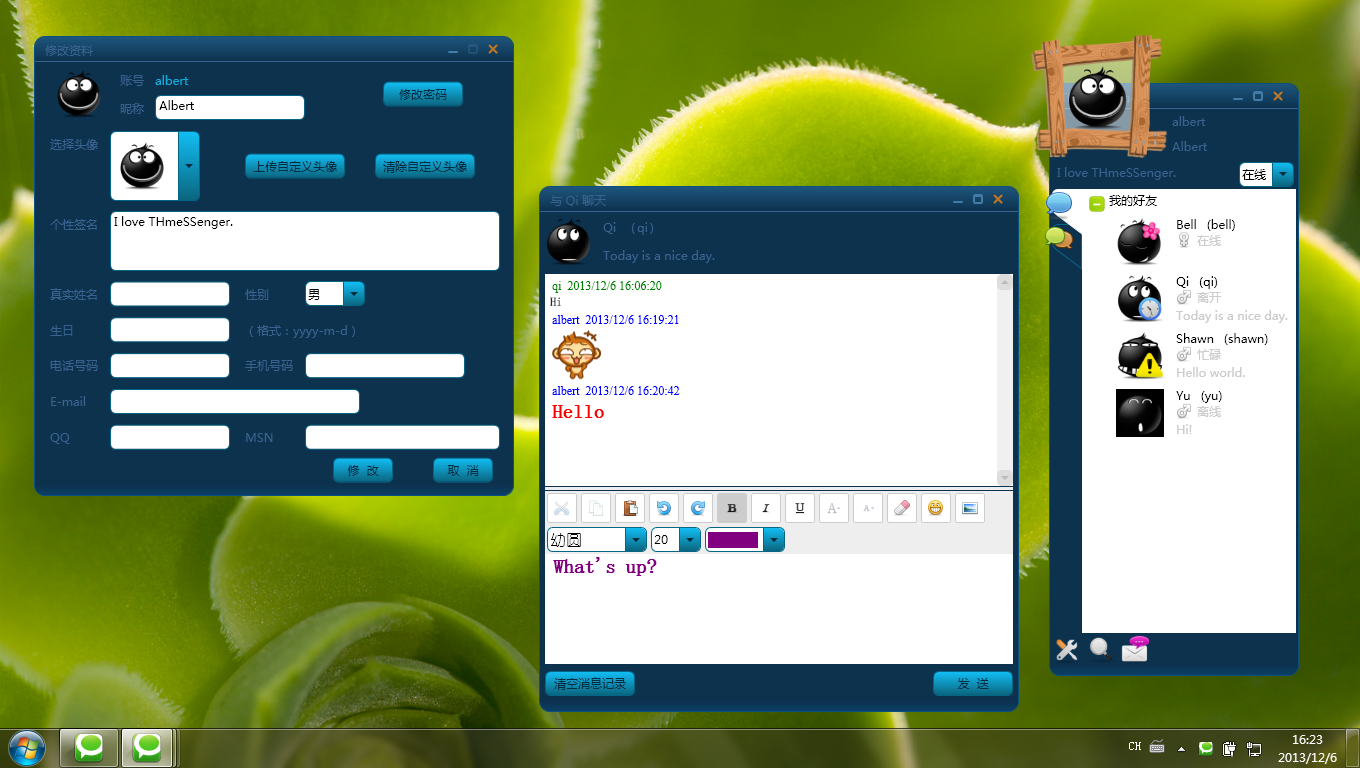 修改资料
账号 albert
昵称 Albert
修改密码
选择头像
上传自定义头像 清除自定义头像
个性签名 I love THmeSSenger.
真实姓名 性别 男
生日 （格式：yyyy-m-d）
电话号码 手机号码
E-mail
QQ MSN
修 改 取 消
与 Qi 聊天
Qi （qi）
Today is a nice day.
qi 2013/12/6 16:06:20
Hi
albert 2013/12/6 16:19:21
albert 2013/12/6 16:20:42
Hello
B I U A A
幼圆 20
What's up?
清空消息记录 发 送
albert
Albert
I love THmeSSenger. 在线
我的好友
Bell （bell）
在线
Qi （qi）
离开
Today is a nice day.
Shawn （shawn）
忙碌
Hello world.
Yu （yu）
离线
Hi!
CH 16:23
2013/12/6